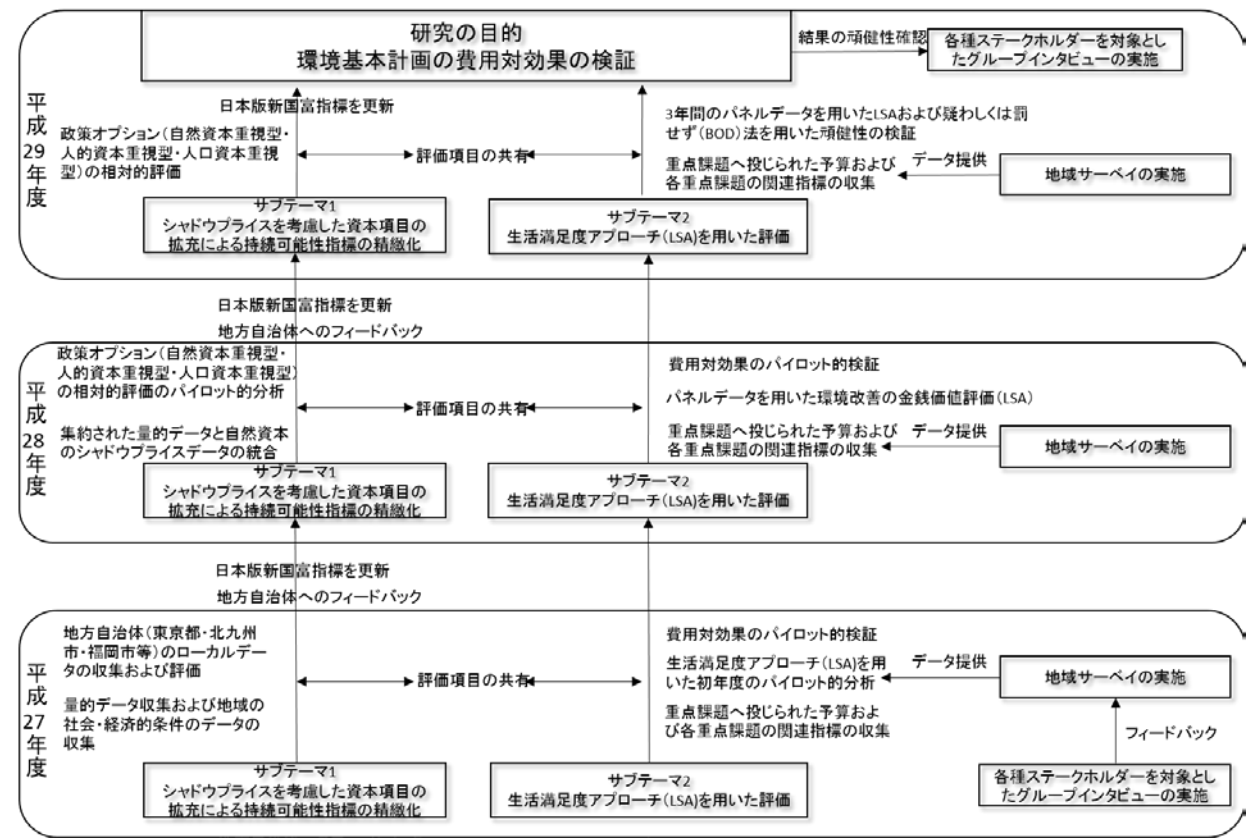 研究の目的
環境基本計画の費用対効果の検証
結果の頑健性確認
各種ステークホルダーを対象とし
たグループインタビューの実施
平成29年度
日本版新国富指標を更新
政策オプション(自然資本重視型・
人的資本重視型・人口資本重視
型)の相対的評価
評価項目の共有
3年間のパネルデータを用いたLSAおよび疑わしくは罰
せず(BOD)法を用いた頑健性の検証
重点課題へ投じられた予算および
各重点課題の関連指標の収集
データ提供
地域サーベイの実施
サブテーマ1
シャドウプライスを考慮した資本項目の
拡充による持続可能性指標の精緻化
サブテーマ2
生活満足度アプローチ(LSA)を用いた評価
日本版新国富指標を更新
地方自治体へのフィードバック
平成28年度
政策オプション(自然資本重視型・
人的資本重視型・人口資本重視型)
の相対的評価のパイロット的分析
集約された量的データと自然資本
のシャドウプライスデータの統合
評価項目の共有
費用対効果のパイロット的検証
パネルデータを用いた環境改善の金銭価値評価(LSA)
重点課題へ投じられた予算および
各重点課題の関連指標の収集
データ提供
地域サーベイの実施
サブテーマ1
シャドウプライスを考慮した資本項目の
拡充による持続可能性指標の精緻化
サブテーマ2
生活満足度アプローチ(LSA)を用いた評価
日本版新国富指標を更新
地方自治体へのフィードバック
平成27年度
地方自治体(東京都・北九州
市・福岡市等)のローカルデー
タの収集および評価
量的データ収集および地域の
社会・経済的条件のデータの
収集
評価項目の共有
費用対効果のパイロット的検証
生活満足度アプローチ(LSA)を用
いた初年度のパイロット的分析
重点課題へ投じられた予算およ
び各重点課題の関連指標の収集
データ提供
地域サーベイの実施
フィードバック
各種ステークホルダーを対象とし
たグループインタビューの実施
サブテーマ1
シャドウプライスを考慮した資本項目の
拡充による持続可能性指標の精緻化
サブテーマ2
生活満足度アプローチ(LSA)を用いた評価